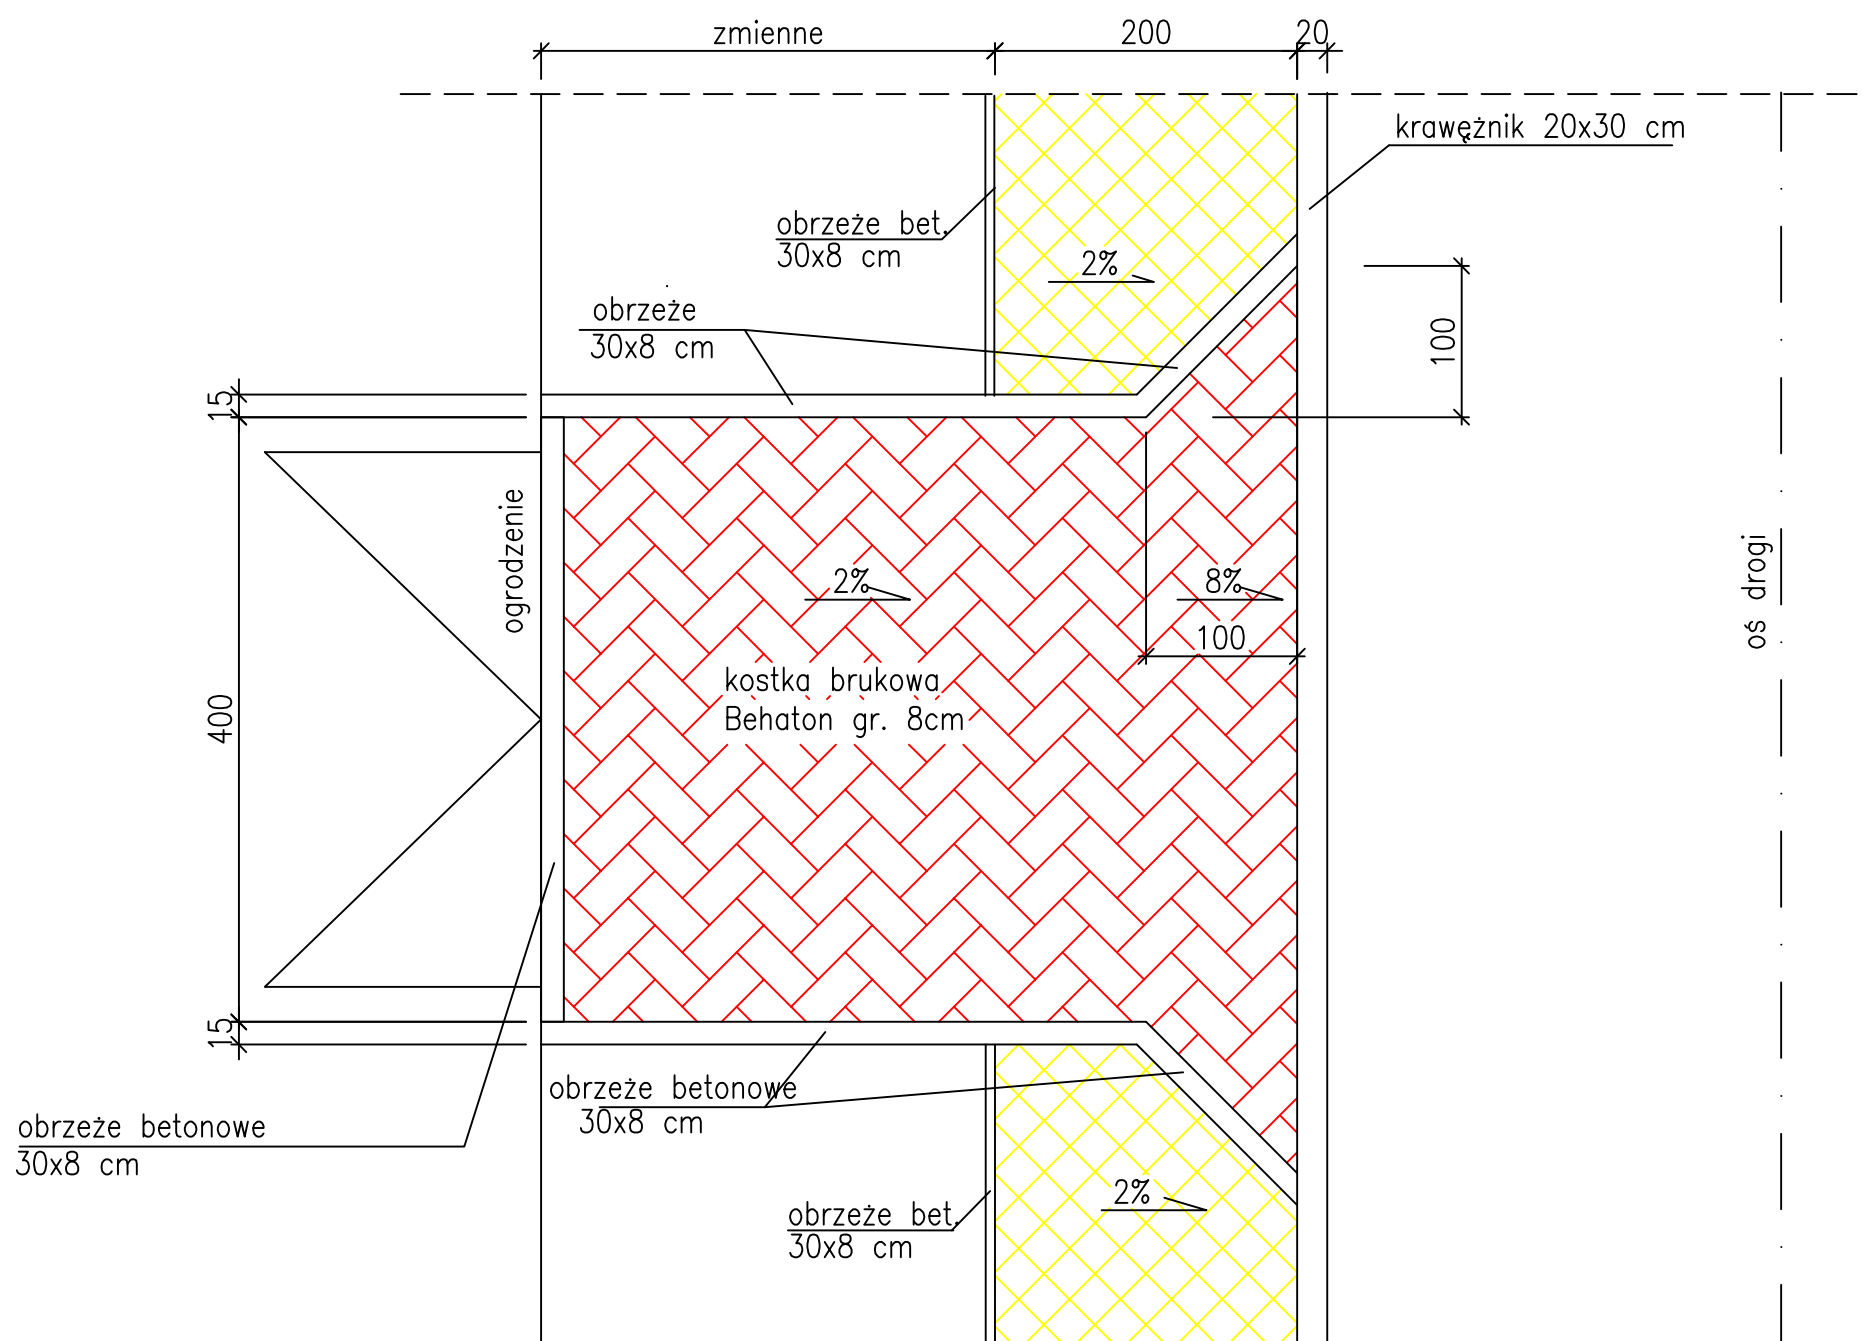 zmienne
200
20
krawężnik 20x30 cm
obrzeże bet.
30x8 cm
2%
obrzeże
30x8 cm
100
15
ogrodzenie
2%
8%
100
oś drogi
kostka brukowa
Behaton gr. 8cm
400
15
obrzeże betonowe
30x8 cm
obrzeże betonowe
30x8 cm
2%
obrzeże bet.
30x8 cm